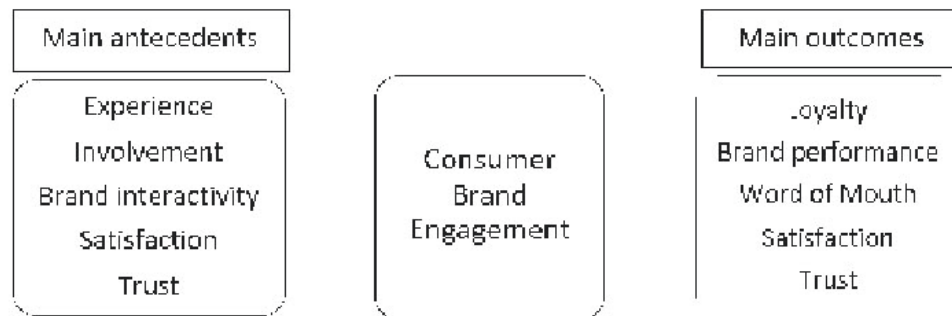 Main antecedents
Experience
Involvement
Brand interactivity
Satisfaction
Trust
Consumer
Brand
Engagement
Main outcomes
Loyalty
Brand performance
Word of Mouth
Satisfaction
Trust